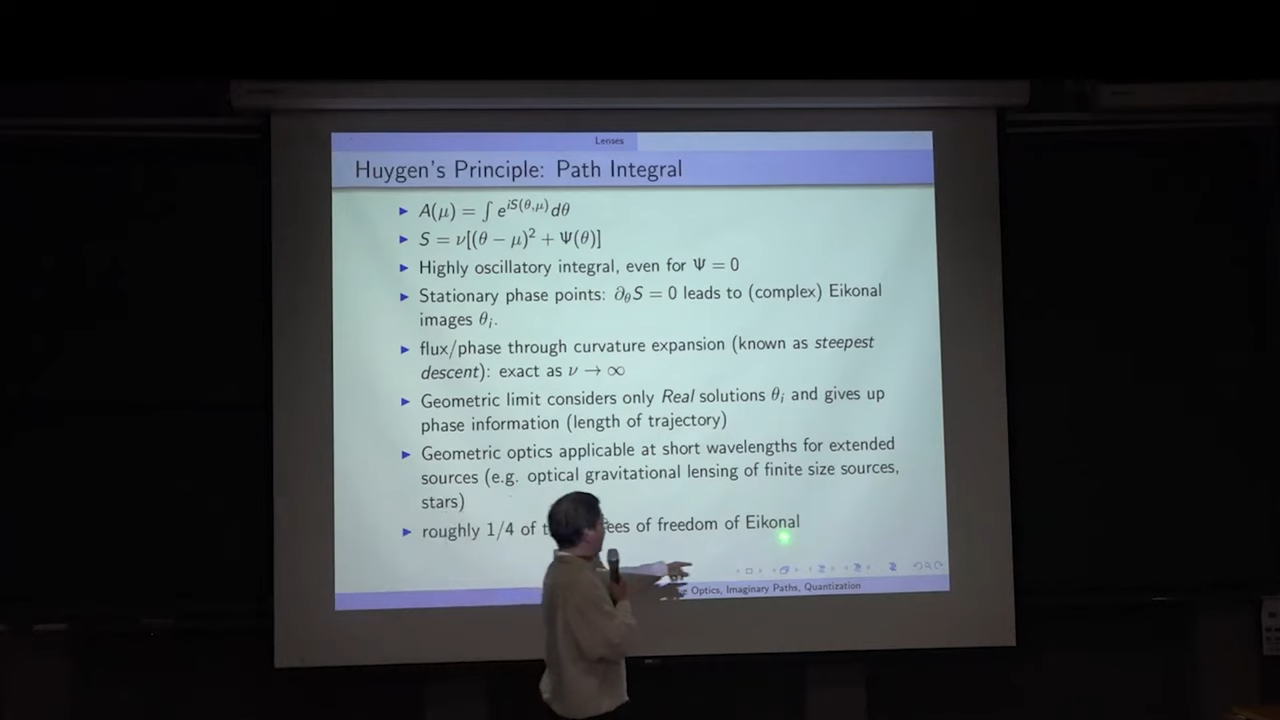 Lenses
Huygen's Principle: Path Integral
► A(μ) = ∫ e^{iS(θ,μ)} dθ
► S = ν[(θ − μ)² + Ψ(θ)]
► Highly oscillatory integral, even for Ψ = 0
► Stationary phase points: ∂_θS = 0 leads to (complex) Eikonal
images θ_i.
► flux/phase through curvature expansion (known as steepest
descent): exact as ν → ∞
► Geometric limit considers only Real solutions θ_i and gives up
phase information (length of trajectory)
► Geometric optics applicable at short wavelengths for extended
sources (e.g. optical gravitational lensing of finite size sources,
stars)
► roughly 1/4 of of freedom of Eikonal
Optics, Imaginary Paths, Quantization